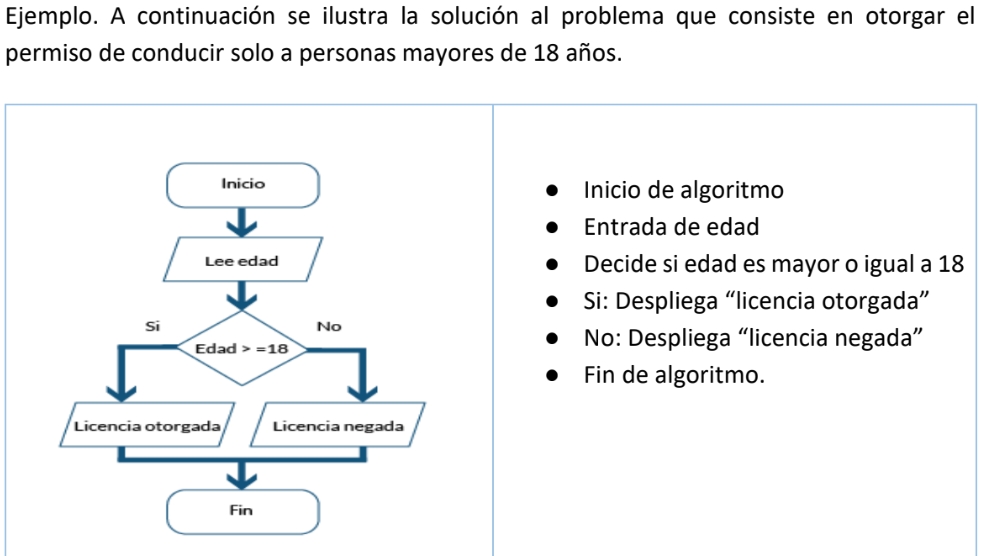 Ejemplo. A continuación se ilustra la solución al problema que consiste en otorgar el
permiso de conducir solo a personas mayores de 18 años.
Inicio
Lee edad
Si
No
Edad > =18
Licencia otorgada
Licencia negada
Fin
● Inicio de algoritmo
● Entrada de edad
● Decide si edad es mayor o igual a 18
● Si: Despliega “licencia otorgada”
● No: Despliega “licencia negada”
● Fin de algoritmo.